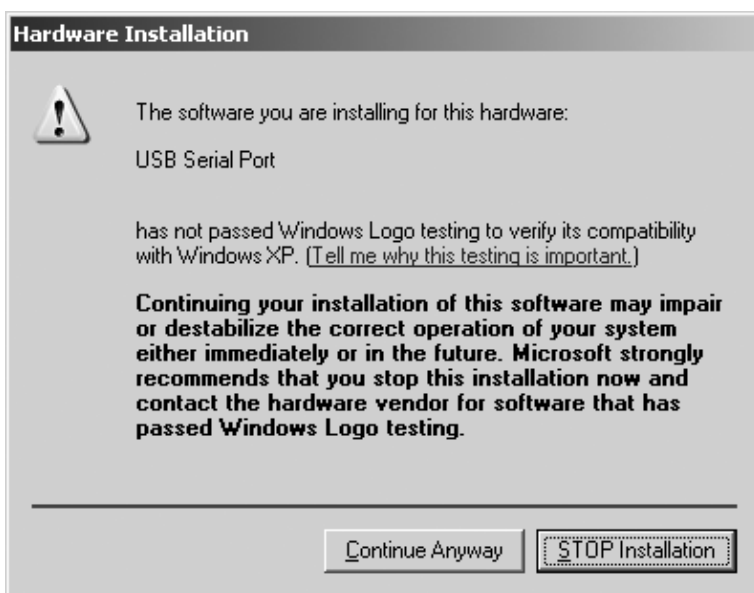 Hardware Installation
The software you are installing for this hardware:
USB Serial Port
has not passed Windows Logo testing to verify its compatibility
with Windows XP. (Tell me why this testing is important.)
Continuing your installation of this software may impair
or destabilize the correct operation of your system
either immediately or in the future. Microsoft strongly
recommends that you stop this installation now and
contact the hardware vendor for software that has
passed Windows Logo testing.
Continue Anyway
STOP Installation